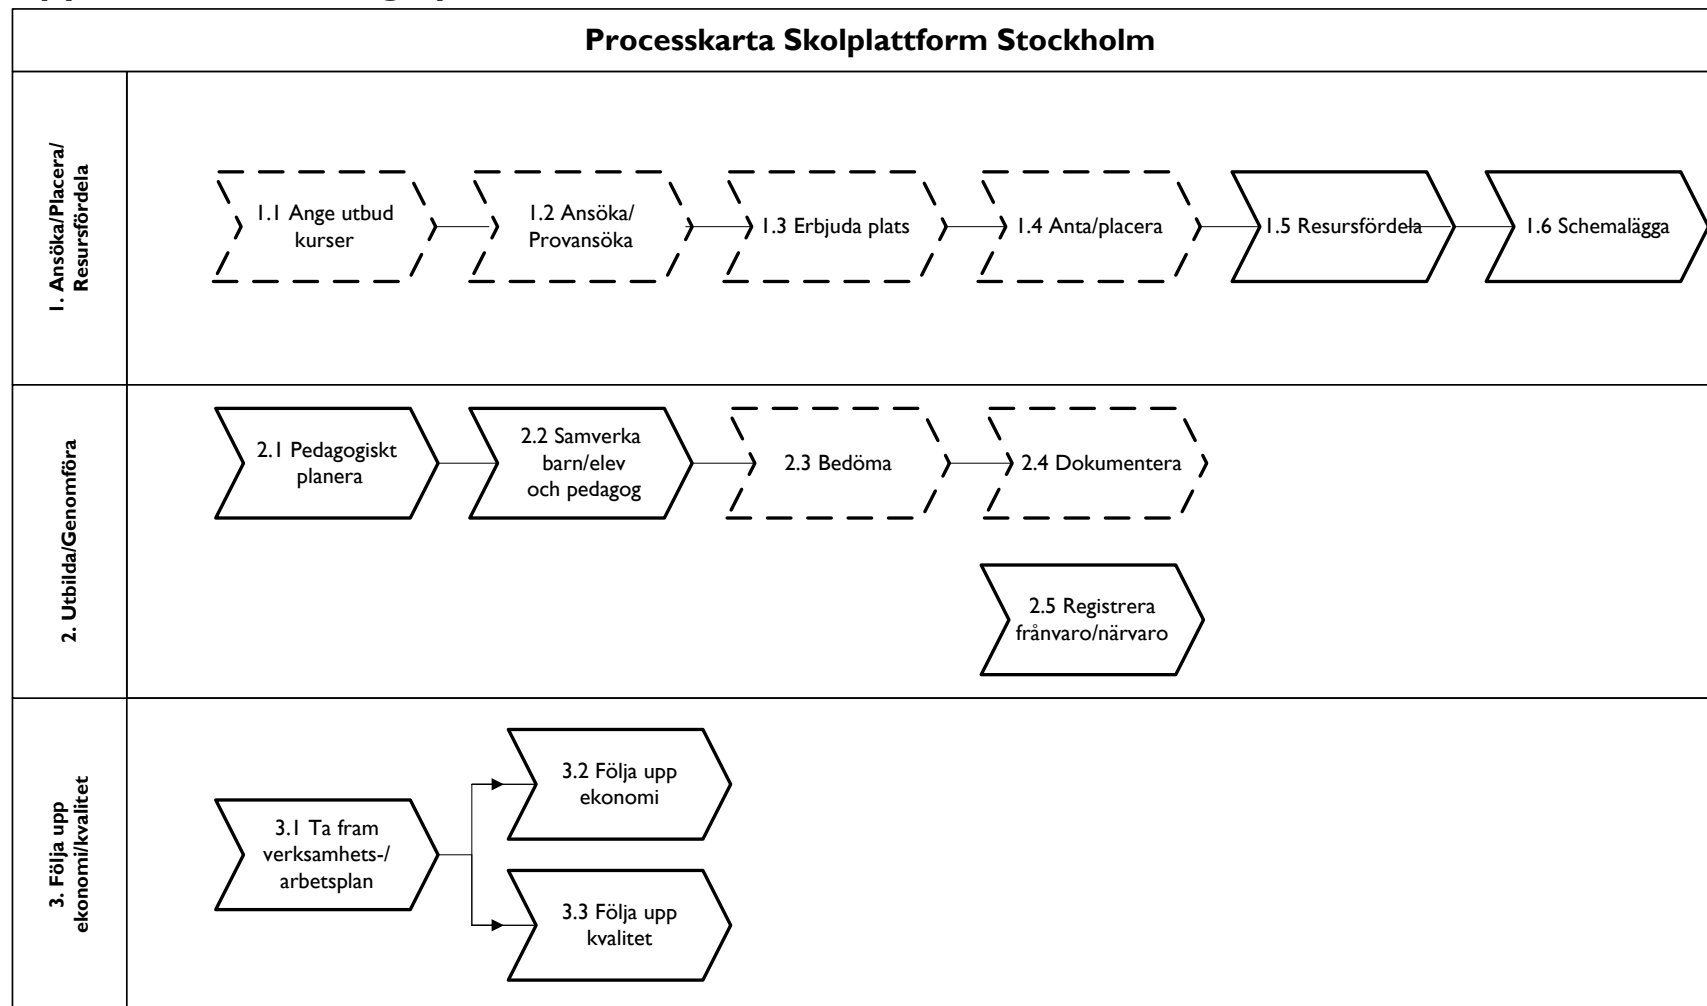 Processkarta Skolplattform Stockholm
1. Ansöka/Placera/
Resursfördela
1.1 Ange utbud
kurser
1.2 Ansöka/
Provansöka
1.3 Erbjuda plats
1.4 Anta/placera
1.5 Resursfördela
1.6 Schemalägga
2. Utbilda/Genomföra
2.1 Pedagogiskt
planera
2.2 Samverka
barn/elev
och pedagog
2.3 Bedöma
2.4 Dokumentera
2.5 Registrera
frånvaro/närvaro
3. Följa upp
ekonomi/kvalitet
3.1 Ta fram
verksamhets-/
arbetsplan
3.2 Följa upp
ekonomi
3.3 Följa upp
kvalitet